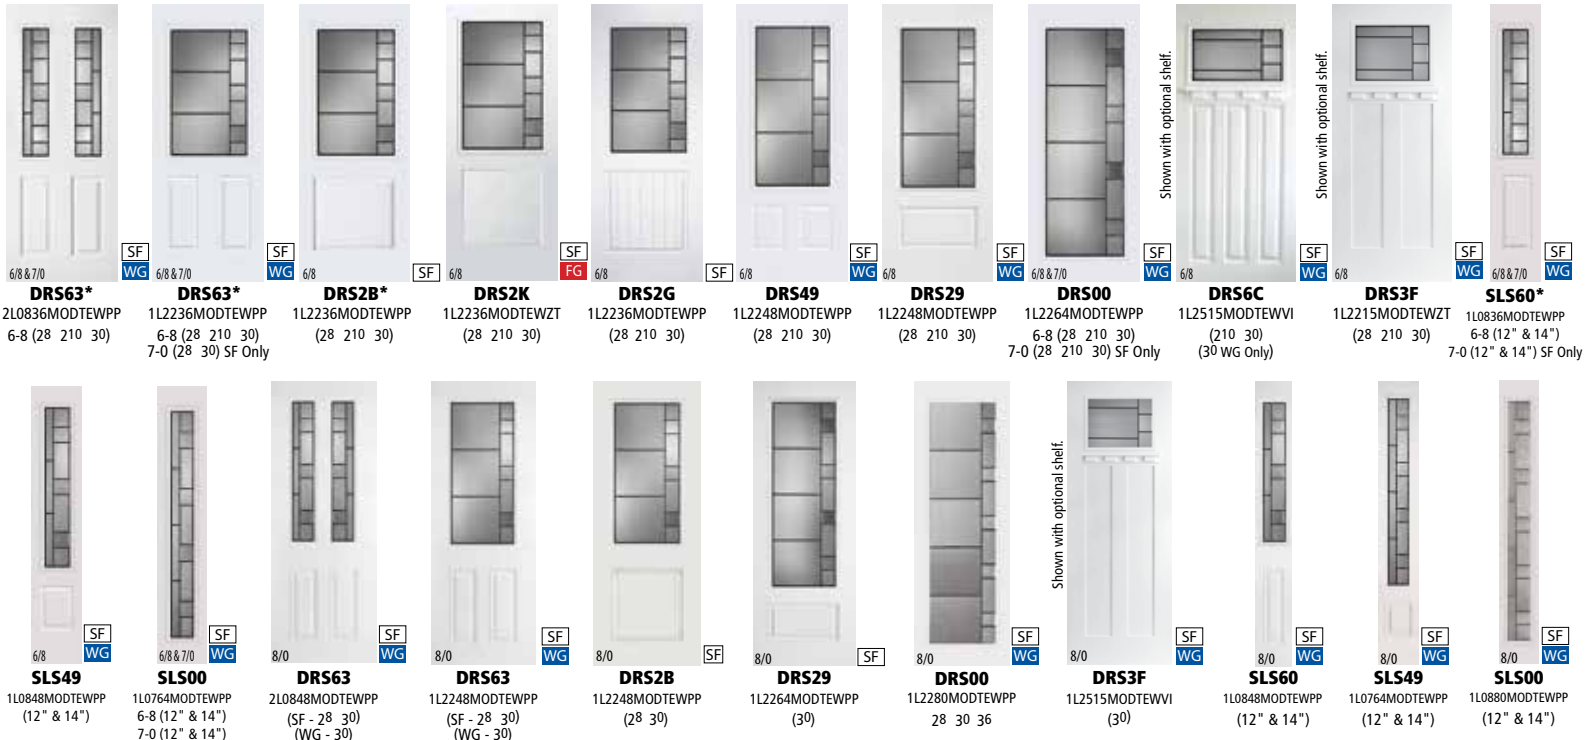 6/8 & 7/0
SF
WG
DRS63*
2L0836MODTEWPP
6-8 (28 210 30)
6/8 & 7/0
SF
WG
DRS63*
1L2236MODTEWPP
6-8 (28 210 30)
7-0 (28 30) SF Only
6/8
SF
DRS2B*
1L2236MODTEWPP
(28 210 30)
6/8
SF
FG
DRS2K
1L2236MODTEWZT
(28 210 30)
6/8
SF
DRS2G
1L2236MODTEWPP
(28 210 30)
6/8
SF
WG
DRS49
1L2248MODTEWPP
(28 210 30)
6/8
SF
WG
DRS29
1L2248MODTEWPP
(28 210 30)
6/8 & 7/0
SF
WG
DRS00
1L2264MODTEWPP
6-8 (28 210 30)
7-0 (28 210 30) SF Only
Shown with optional shelf.
6/8
SF
WG
DRS6C
1L2515MODTEWVI
(210 30)
(30 WG Only)
Shown with optional shelf.
6/8
SF
WG
DRS3F
1L2215MODTEWZT
(28 210 30)
6/8 & 7/0
SF
WG
SLS60*
1L0836MODTEWPP
6-8 (12" & 14")
7-0 (12" & 14") SF Only
6/8
SF
WG
SLS49
1L0848MODTEWPP
(12" & 14")
6/8 & 7/0
SF
WG
SLS00
1L0764MODTEWPP
6-8 (12" & 14")
7-0 (12" & 14")
8/0
SF
WG
DRS63
2L0848MODTEWPP
(SF - 28 30)
(WG - 30)
8/0
SF
WG
DRS63
1L2248MODTEWPP
(SF - 28 30)
(WG - 30)
8/0
SF
DRS2B
1L2248MODTEWPP
(28 30)
8/0
SF
DRS29
1L2264MODTEWPP
(30)
8/0
SF
WG
DRS00
1L2280MODTEWPP
28 30 36
Shown with optional shelf.
8/0
SF
WG
DRS3F
1L2515MODTEWVI
(30)
8/0
SF
WG
SLS60
1L0848MODTEWPP
(12" & 14")
8/0
SF
WG
SLS49
1L0764MODTEWPP
(12" & 14")
8/0
SF
WG
SLS00
1L0880MODTEWPP
(12" & 14")